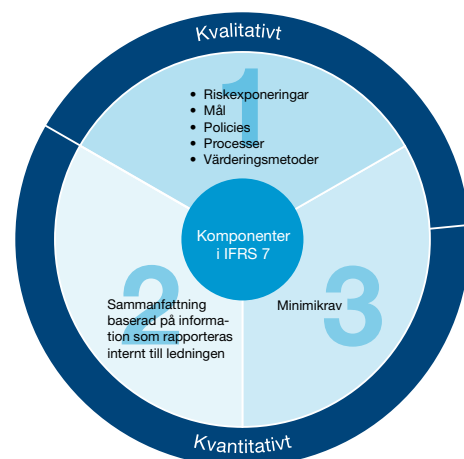 Kvalitativt
1
• Riskexponeringar
• Mål
• Policies
• Processer
• Värderingsmetoder
Komponenter
i IFRS 7
2
Sammanfattning
baserad på informa-
tion som rapporteras
internt till ledningen
3
Minimikrav
Kvantitativt